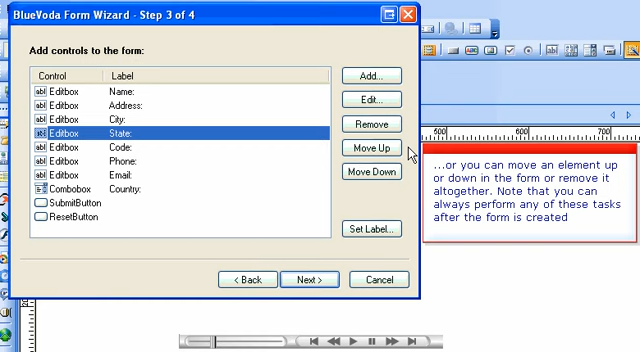 BlueVoda Form Wizard - Step 3 of 4
Add controls to the form:
Control Label
Editbox Name:
Editbox Address:
Editbox City:
Editbox State:
Editbox Code:
Editbox Phone:
Editbox Email:
Combobox Country:
SubmitButton
ResetButton
Add...
Edit...
Remove
Move Up
Move Down
Set Label...
< Back Next > Cancel
500 600 700
...or you can move an element up
or down in the form or remove it
altogether. Note that you can
always perform any of these tasks
after the form is created